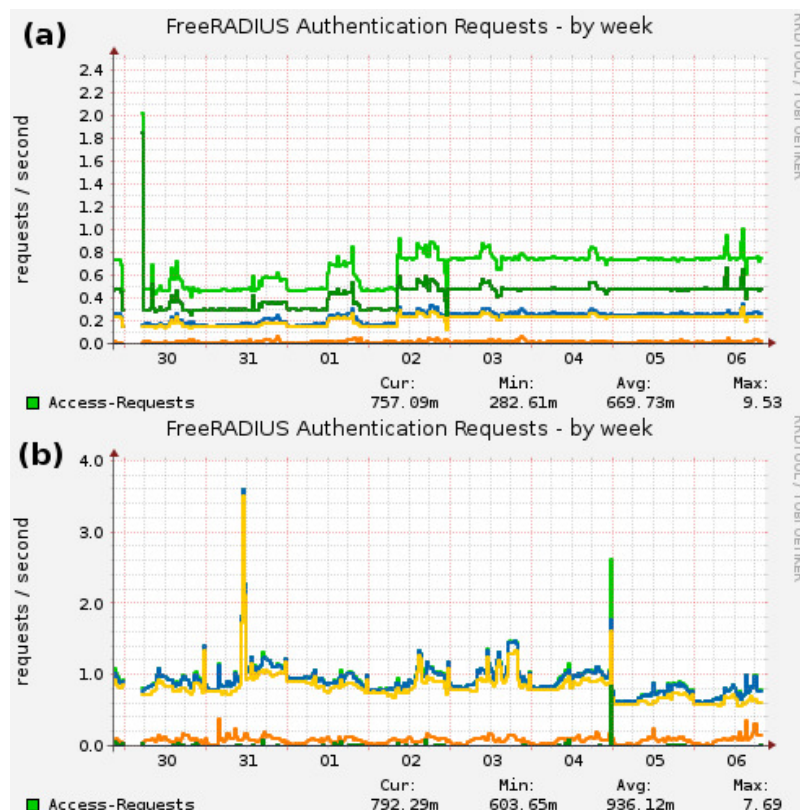 (a)
FreeRADIUS Authentication Requests - by week
requests / second
2.4
2.2
2.0
1.8
1.6
1.4
1.2
1.0
0.8
0.6
0.4
0.2
0.0
30 31 01 02 03 04 05 06
Cur: Min: Avg: Max:
Access-Requests 757.09m 282.61m 669.73m 9.53
(b)
FreeRADIUS Authentication Requests - by week
requests / second
4.0
3.0
2.0
1.0
0.0
30 31 01 02 03 04 05 06
Cur: Min: Avg: Max:
Access-Requests 792.29m 603.65m 936.12m 7.69